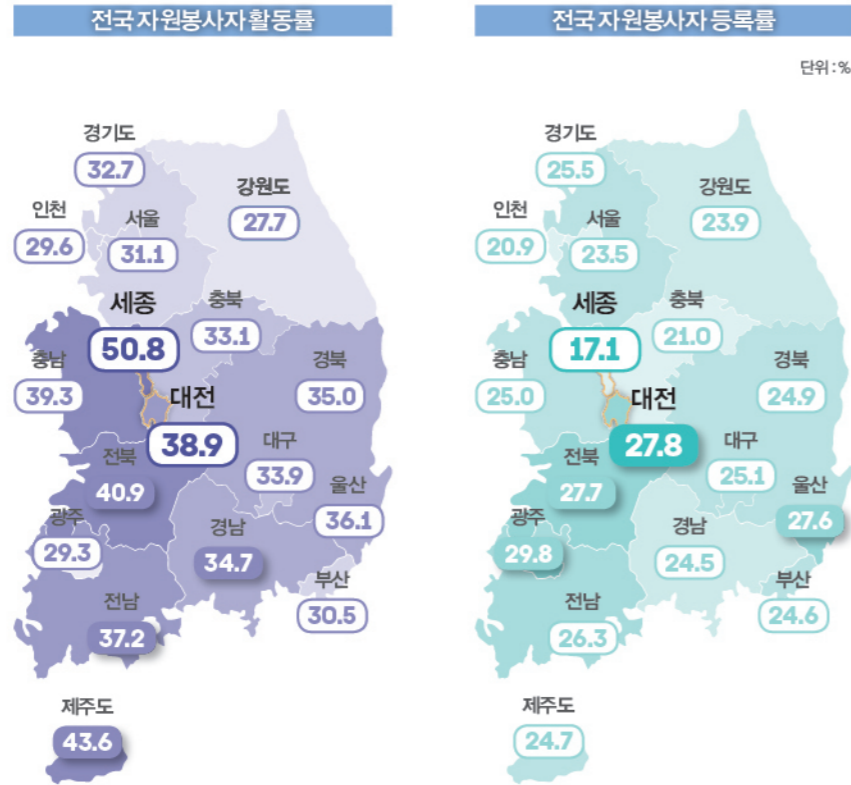 전국 자원봉사자 활동률
경기도
32.7
강원도
27.7
인천
29.6
서울
31.1
세종
50.8
충북
33.1
충남
39.3
대전
38.9
경북
35.0
전북
40.9
대구
33.9
울산
36.1
광주
29.3
경남
34.7
부산
30.5
전남
37.2
제주도
43.6
전국 자원봉사자 등록률
단위 : %
경기도
25.5
강원도
23.9
인천
20.9
서울
23.5
세종
17.1
충북
21.0
충남
25.0
대전
27.8
경북
24.9
전북
27.7
대구
25.1
울산
27.6
광주
29.8
경남
24.5
부산
24.6
전남
26.3
제주도
24.7